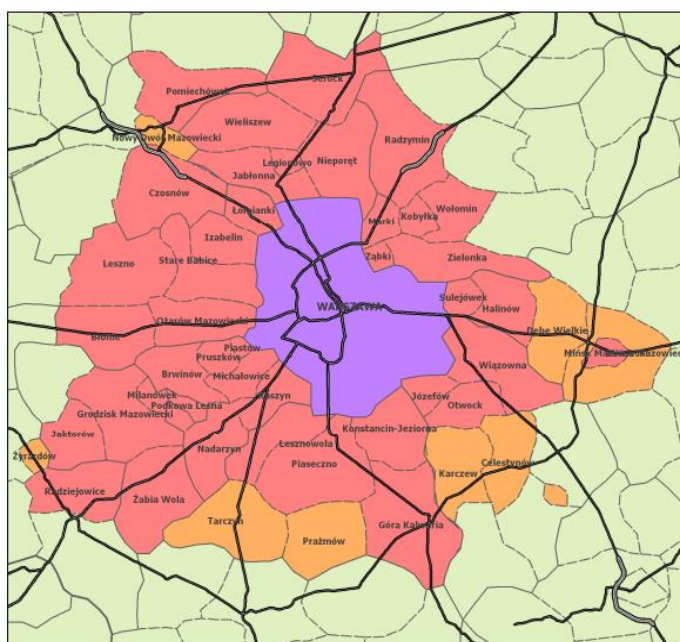 Serock
Pomiechówek
Wieliszew
Nowy Dwór Mazowiecki
Radzymin
Legionowo
Nieporęt
Jabłonna
Czosnów
Łomianki
Wołomin
Kobyłka
Marki
Izabelin
Ząbki
Zielonka
Leszno
Stare Babice
Sulejówek
WARSZAWA
Halinów
Ożarów Mazowiecki
Dębe Wielkie
Błonie
Piastów
Mińsk Mazowiecki
Pruszków
Wiązowna
Brwinów
Michałowice
Milanówek
Raszyn
Józefów
Otwock
Podkowa Leśna
Grodzisk Mazowiecki
Konstancin-Jeziorna
Jaktorów
Lesznowola
Nadarzyn
Żyrardów
Piaseczno
Celestynów
Karczew
Radziejowice
Żabia Wola
Tarczyn
Góra Kalwaria
Prażmów